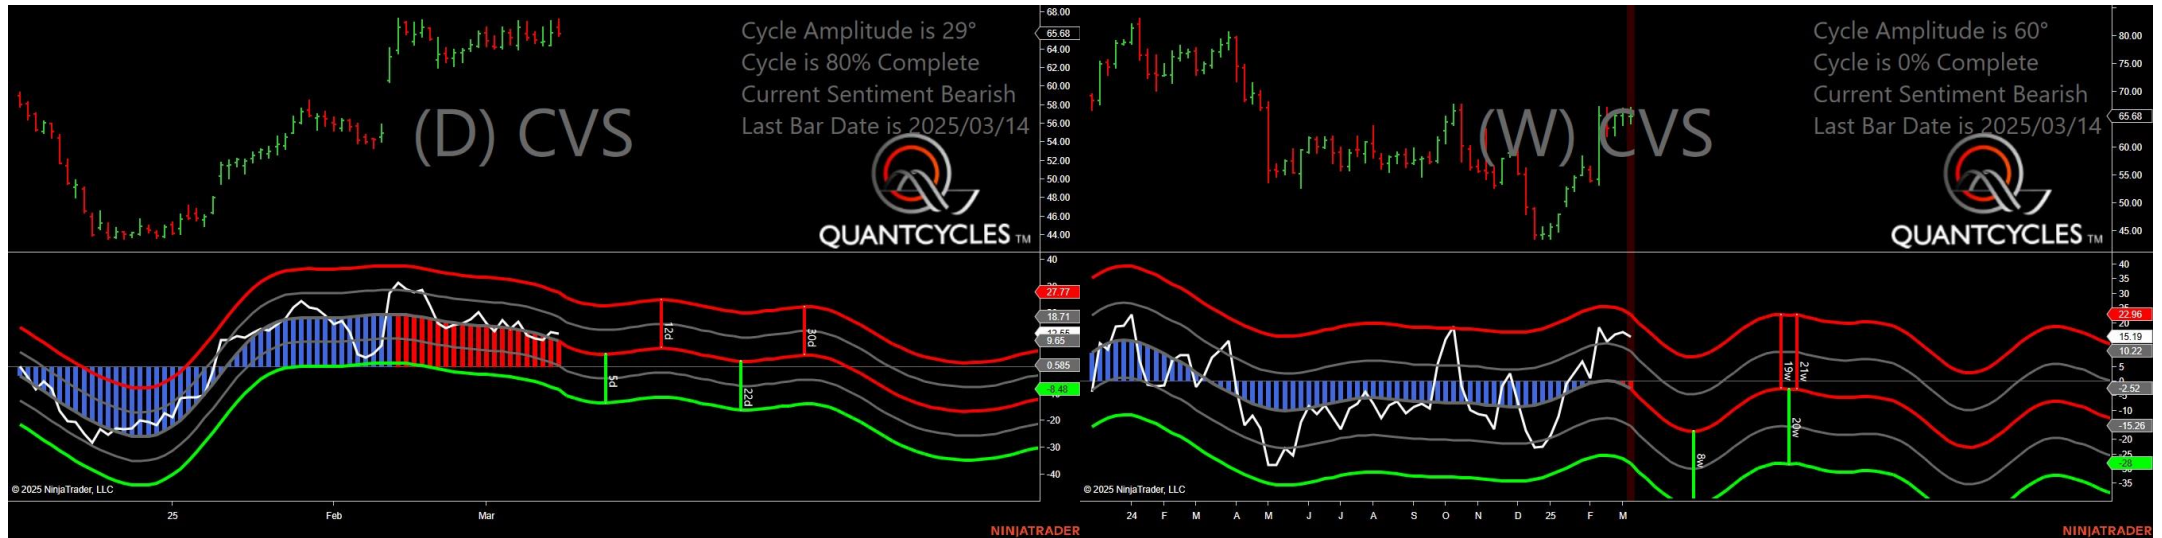 Cycle Amplitude is 29°
Cycle is 80% Complete
Current Sentiment Bearish
Last Bar Date is 2025/03/14
(D) CVS
QUANTCYCLES TM
68.00
65.68
64.00
62.00
60.00
58.00
56.00
54.00
52.00
50.00
48.00
46.00
44.00
40
27.77
18.71
9.65
0.585
-8.48
-20
-30
-40
5d
12d
22d
30d
© 2025 NinjaTrader, LLC
25 Feb Mar
NINJATRADER
Cycle Amplitude is 60°
Cycle is 0% Complete
Current Sentiment Bearish
Last Bar Date is 2025/03/14
(W) CVS
QUANTCYCLES TM
80.00
75.00
70.00
65.68
60.00
55.00
50.00
45.00
40
35
30
22.96
20
15.19
10.22
5
-2.52
-10
-15.26
-20
-28
-35
8w
19w
20w
21w
© 2025 NinjaTrader, LLC
24 F M A M J J A S O N D 25 F M
NINJATRADER